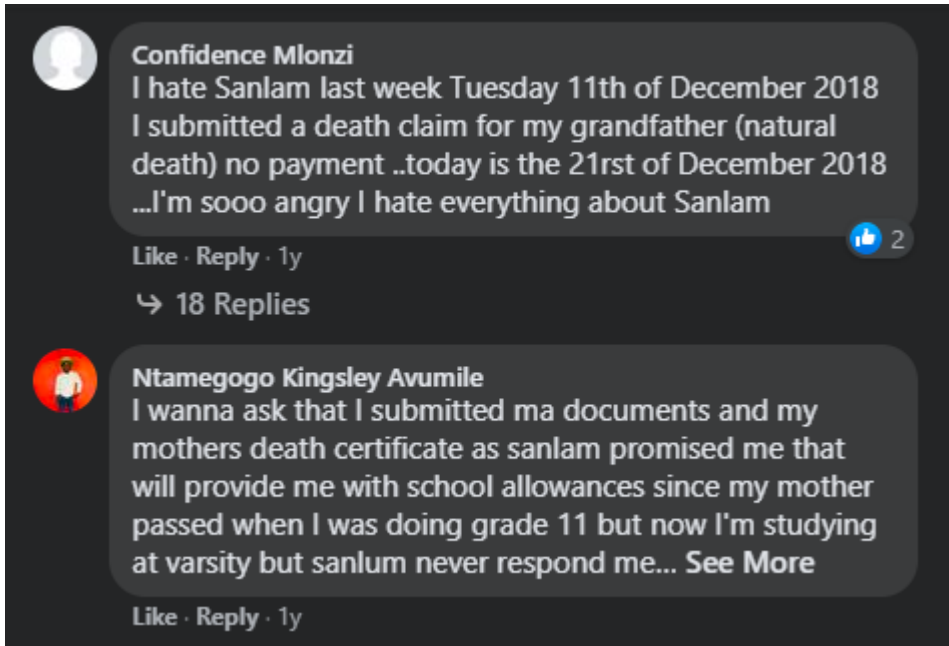 Confidence Mlonzi
I hate Sanlam last week Tuesday 11th of December 2018
I submitted a death claim for my grandfather (natural
death) no payment ..today is the 21rst of December 2018
...I'm sooo angry I hate everything about Sanlam
2
Like · Reply · 1y
18 Replies
Ntamegogo Kingsley Avumile
I wanna ask that I submitted ma documents and my
mothers death certificate as sanlam promised me that
will provide me with school allowances since my mother
passed when I was doing grade 11 but now I'm studying
at varsity but sanlum never respond me... See More
Like · Reply · 1y